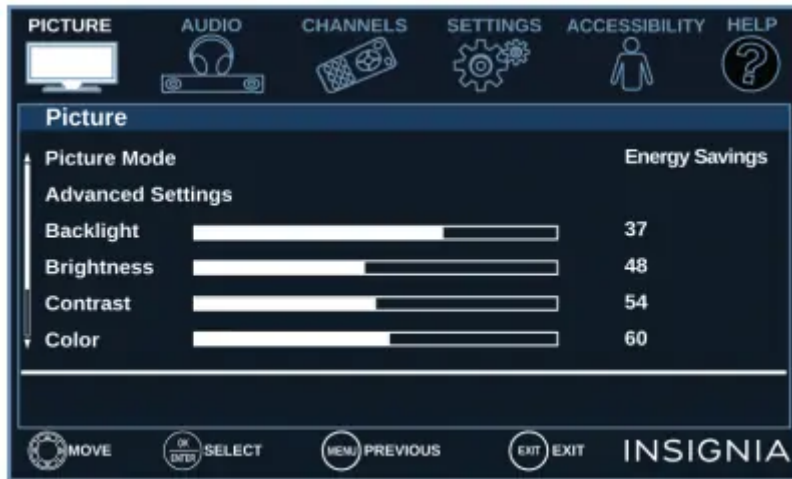 PICTURE AUDIO CHANNELS SETTINGS ACCESSIBILITY HELP
?
Picture
Picture Mode Energy Savings
Advanced Settings
Backlight 37
Brightness 48
Contrast 54
Color 60
MOVE OK ENTER SELECT MENU PREVIOUS EXIT EXIT INSIGNIA